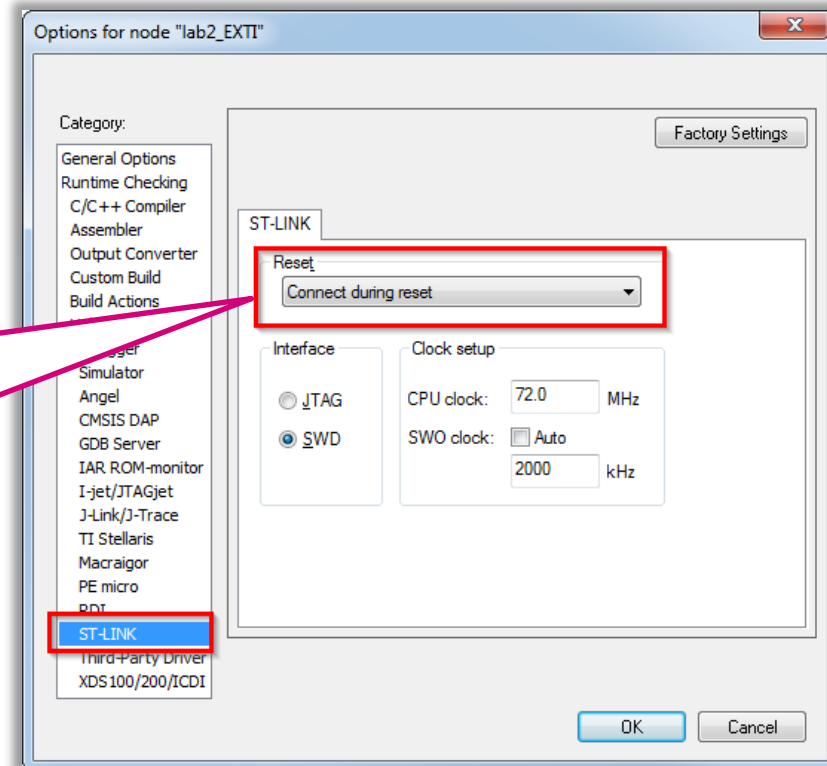 Options for node "lab2_EXTI"
Category:
Factory Settings
General Options
Runtime Checking
C/C++ Compiler
Assembler
Output Converter
Custom Build
Build Actions
Simulator
Angel
CMSIS DAP
GDB Server
IAR ROM-monitor
I-jet/JTAGjet
J-Link/J-Trace
TI Stellaris
Macraigor
PE micro
RDI
ST-LINK
Third-Party Driver
XDS100/200/ICDI
ST-LINK
Reset
Connect during reset
Interface
JTAG
SWD
Clock setup
CPU clock: 72.0 MHz
SWO clock: Auto
2000 kHz
OK Cancel